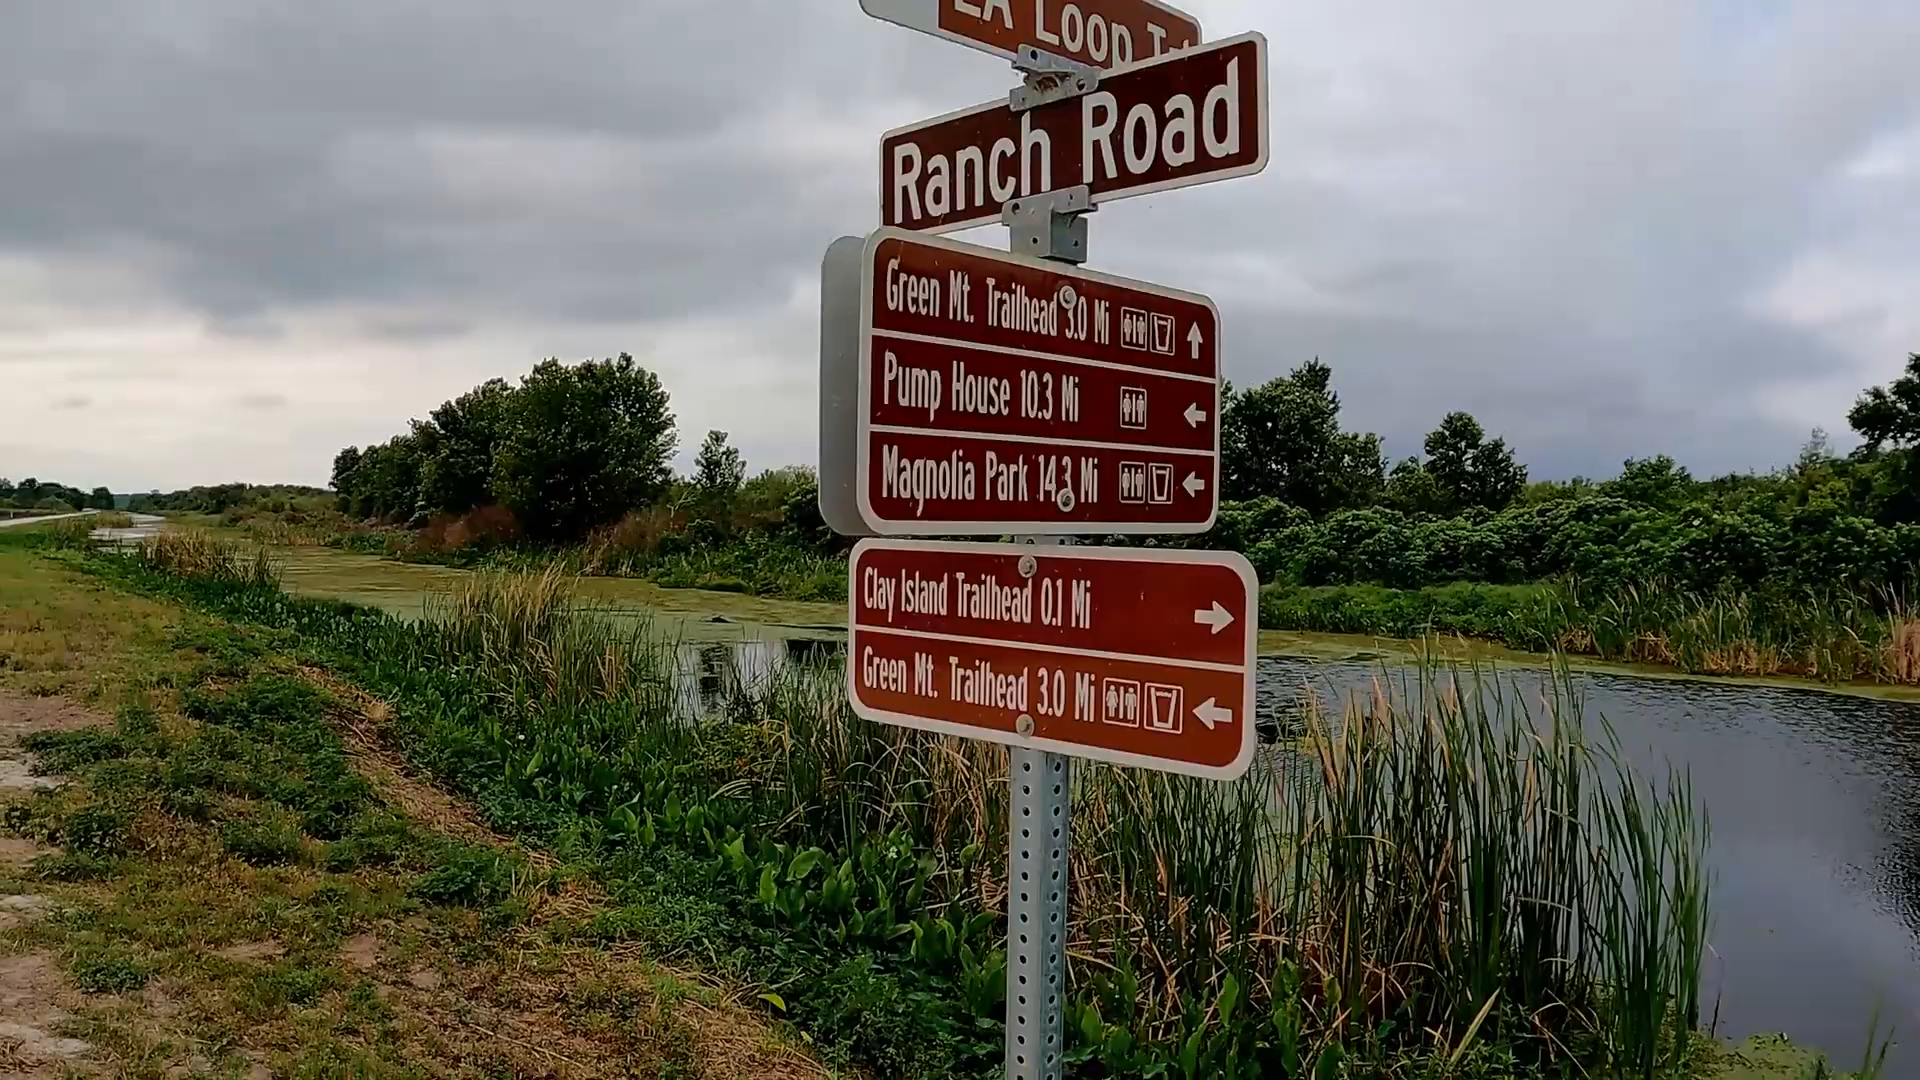 Loop
Ranch Road
Green Mt. Trailhead 3.0 Mi
Pump House 10.3 Mi
Magnolia Park 14.3 Mi
Clay Island Trailhead 0.1 Mi
Green Mt. Trailhead 3.0 Mi